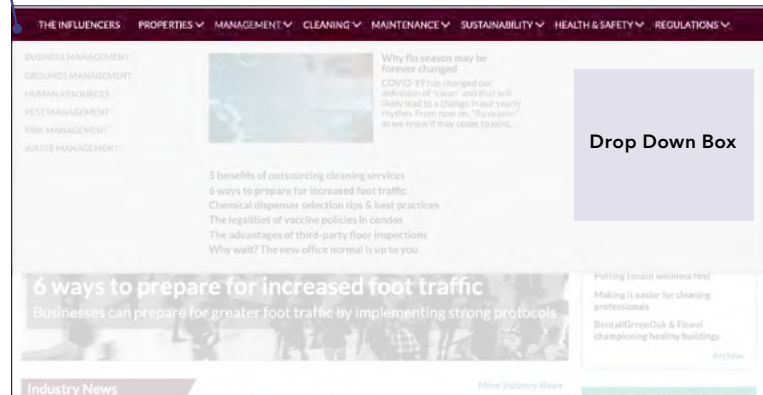 THE INFLUENCERS PROPERTIES MANAGEMENT CLEANING MAINTENANCE SUSTAINABILITY HEALTH & SAFETY REGULATIONS
BUSINESS MANAGEMENT
GROUNDS MANAGEMENT
HUMAN RESOURCES
PEST MANAGEMENT
RISK MANAGEMENT
WASTE MANAGEMENT
Why flu season may be
forever changed
COVID-19 has changed our
definition of "clean" and that will
likely lead to a change in our yearly
rhythm. From now on, "flu season"
as we know it may cease to exist.
Drop Down Box
5 benefits of outsourcing cleaning services
6 ways to prepare for increased foot traffic
Chemical dispenser selection tips & best practices
The legalities of vaccine policies in condos
The advantages of third-party floor inspections
Why wait? The new office normal is up to you
6 ways to prepare for increased foot traffic
Businesses can prepare for greater foot traffic by implementing strong protocols
Putting tenant wellness first
Making it easier for cleaning
professionals
BentallGreenOak & Fitwel
championing healthy buildings
Archive
Industry News
More Industry News